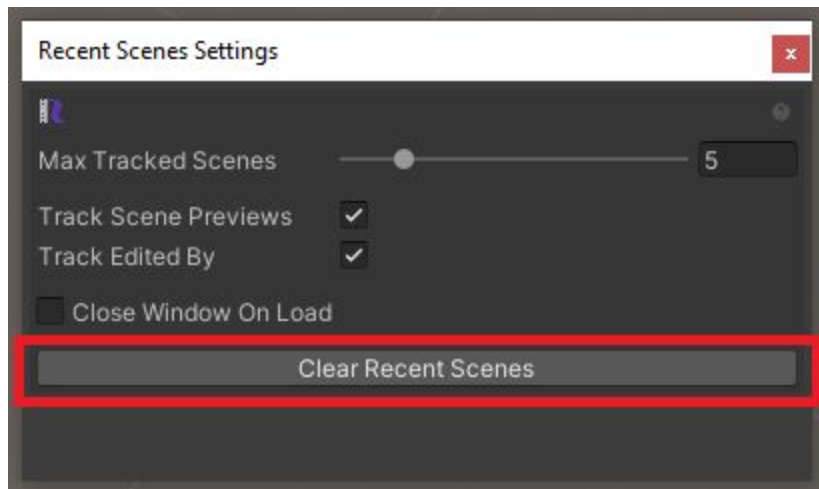 Recent Scenes Settings
x
Max Tracked Scenes 5
Track Scene Previews
Track Edited By
Close Window On Load
Clear Recent Scenes